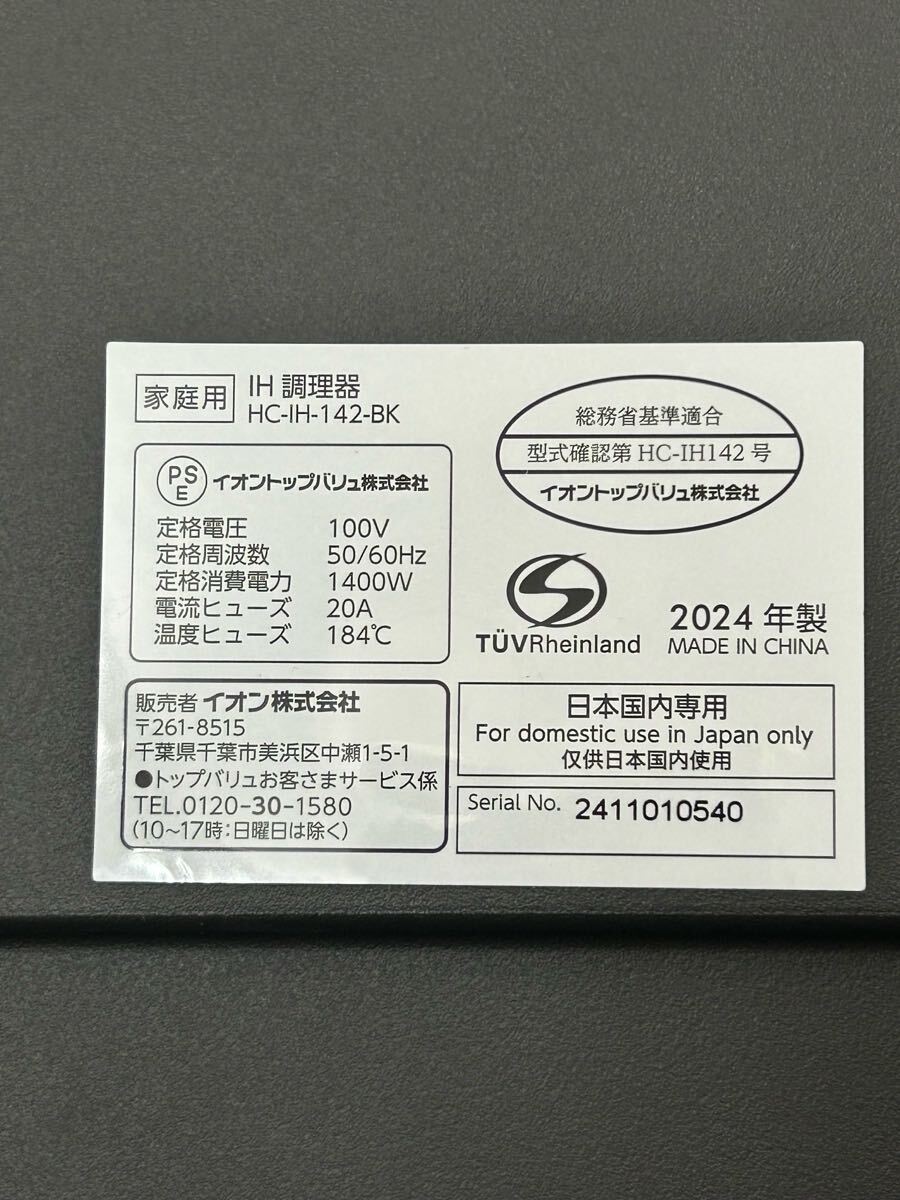 家庭用
IH 調理器
HC-IH-142-BK
PSE イオントップバリュ株式会社
定格電圧 100V
定格周波数 50/60Hz
定格消費電力 1400W
電流ヒューズ 20A
温度ヒューズ 184℃
総務省基準適合
型式確認第 HC-IH142 号
イオントップバリュ株式会社
TÜVRheinland
2024 年製
MADE IN CHINA
販売者 イオン株式会社
〒261-8515
千葉県千葉市美浜区中瀬1-5-1
●トップバリュお客さまサービス係
TEL.0120-30-1580
(10~17時:日曜日は除く)
日本国内専用
For domestic use in Japan only
仅供日本国内使用
Serial No. 2411010540